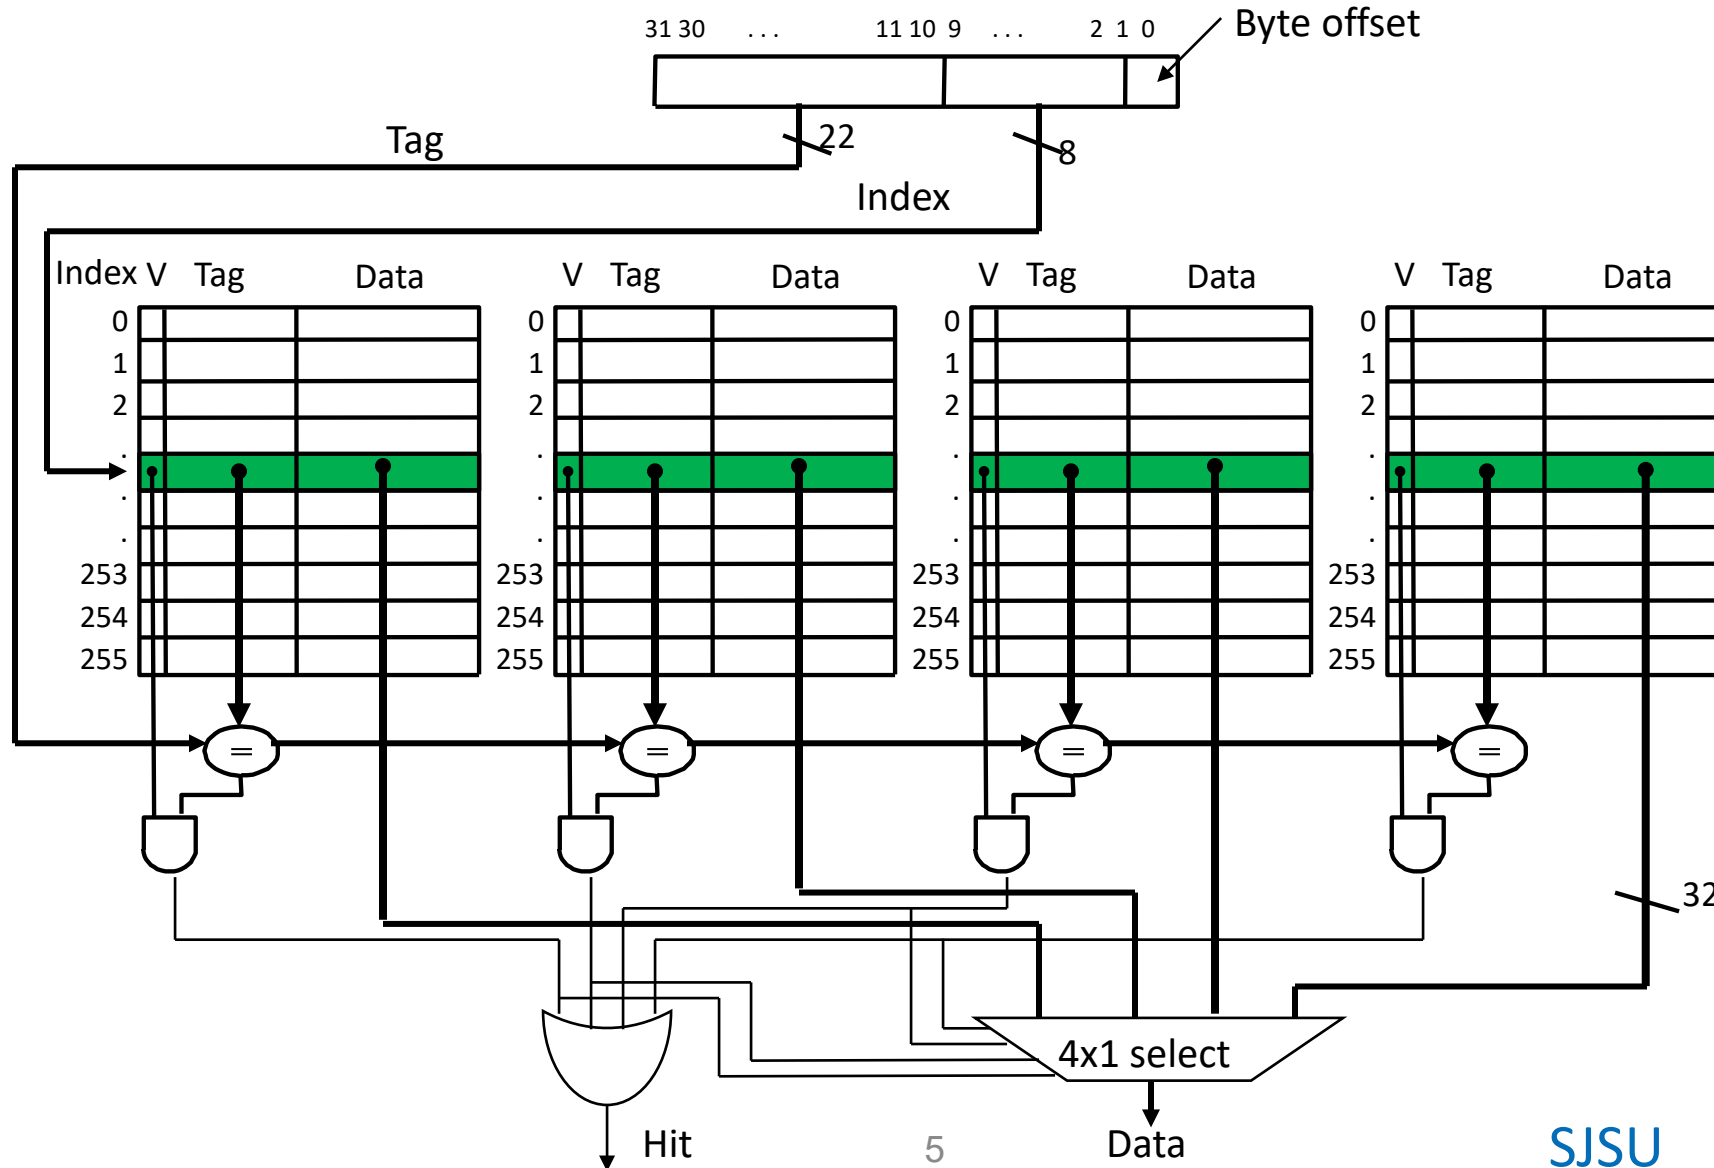 Byte offset
31 30 ... 11 10 9 ... 2 1 0
22
8
Tag
Index
Index V Tag Data V Tag Data V Tag Data V Tag Data
0 0 0 0
1 1 1 1
2 2 2 2
. . . .
. . . .
. . . .
253 253 253 253
254 254 254 254
255 255 255 255
= = = =
32
4x1 select
Hit 5 Data SJSU